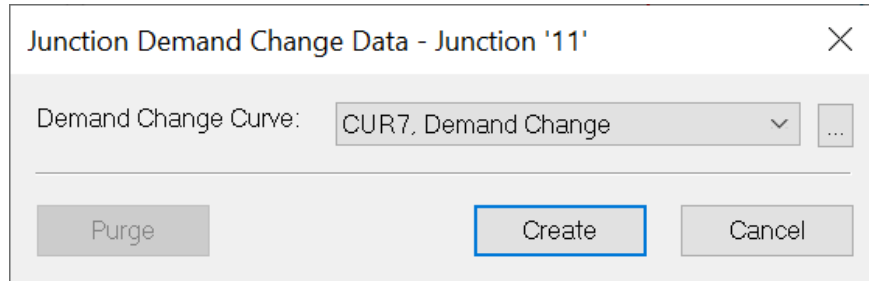 Junction Demand Change Data - Junction '11'
Demand Change Curve: CUR7, Demand Change ...
Purge Create Cancel